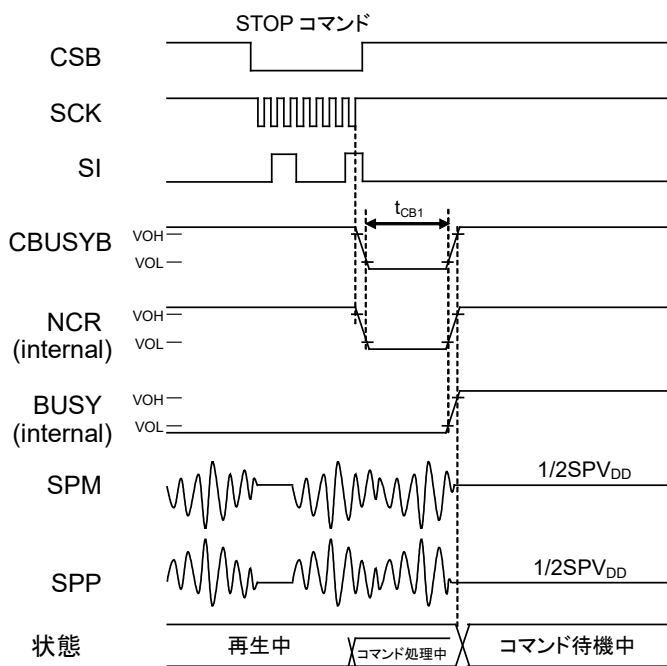 STOP コマンド
CSB
SCK
SI
tCB1
CBUSYB
VOH
VOL
NCR
(internal)
VOH
VOL
BUSY
(internal)
VOH
VOL
SPM
1/2SPVDD
SPP
1/2SPVDD
状態
再生中
コマンド処理中
コマンド待機中